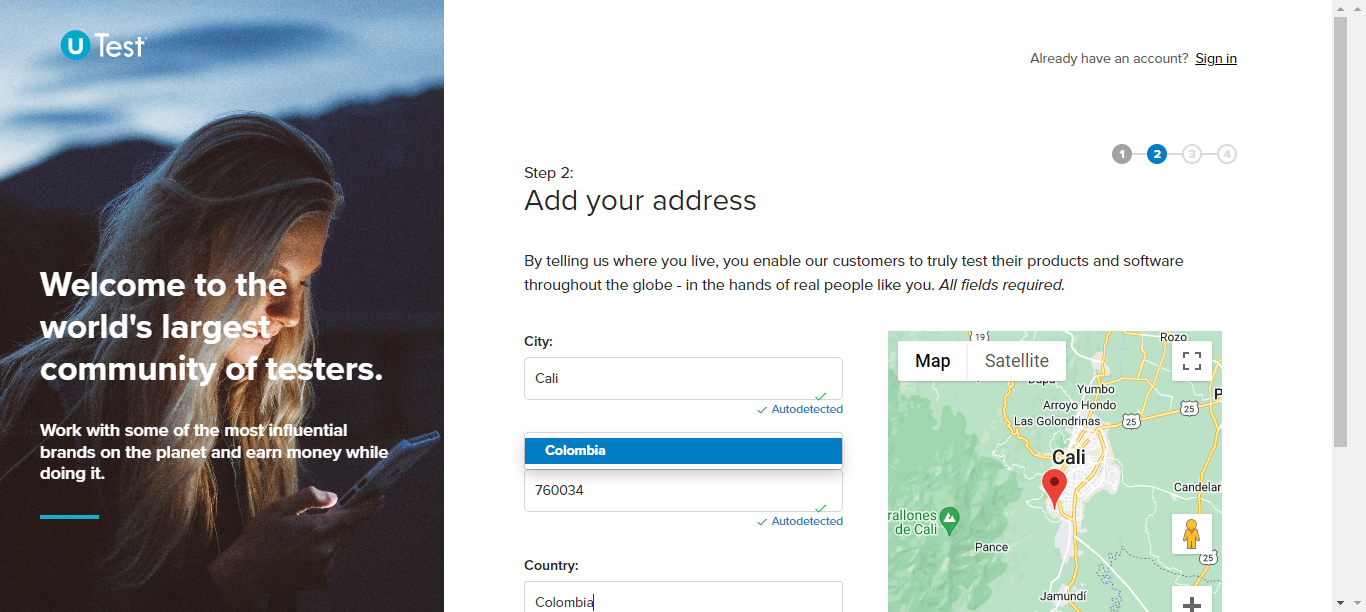 U Test
Already have an account? Sign in
1 2 3 4
Step 2:
Add your address
By telling us where you live, you enable our customers to truly test their products and software
throughout the globe - in the hands of real people like you. All fields required.
Welcome to the
world's largest
community of testers.
Work with some of the most influential
brands on the planet and earn money while
doing it.
City:
Cali
Autodetected
Colombia
760034
Autodetected
Country:
Colombia
Map Satellite
19
Rozo
Yumbo
Arroyo Hondo
25
Las Golondrinas
25
Cali
Candelar
rallones
de Cali
Pance
25
Jamundí